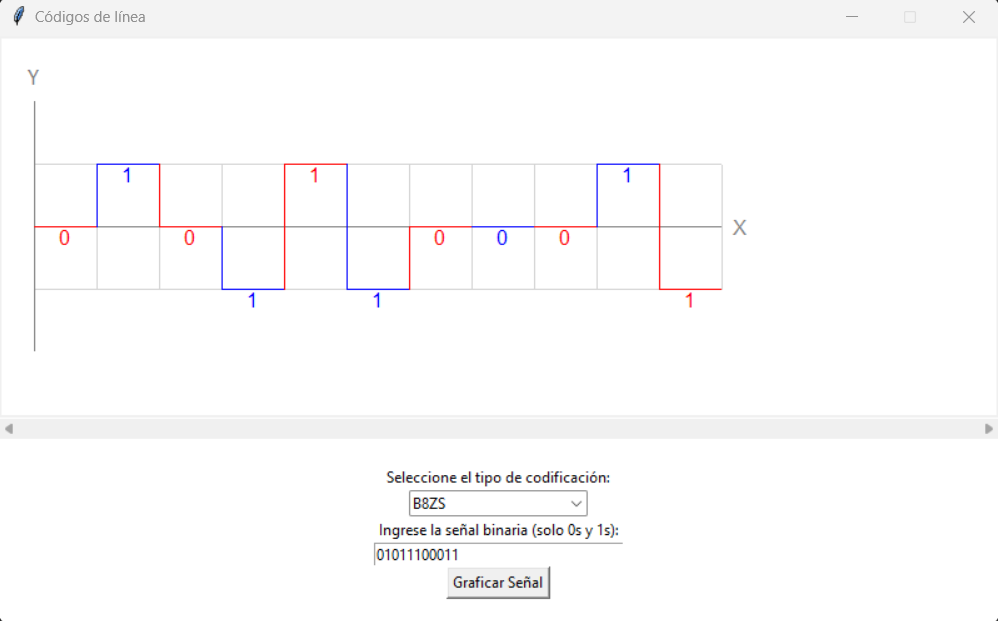 Códigos de línea
Y
1 1 1
0 0 0 0 0 X
1 1 1
Seleccione el tipo de codificación:
B8ZS
Ingrese la señal binaria (solo 0s y 1s):
01011100011
Graficar Señal